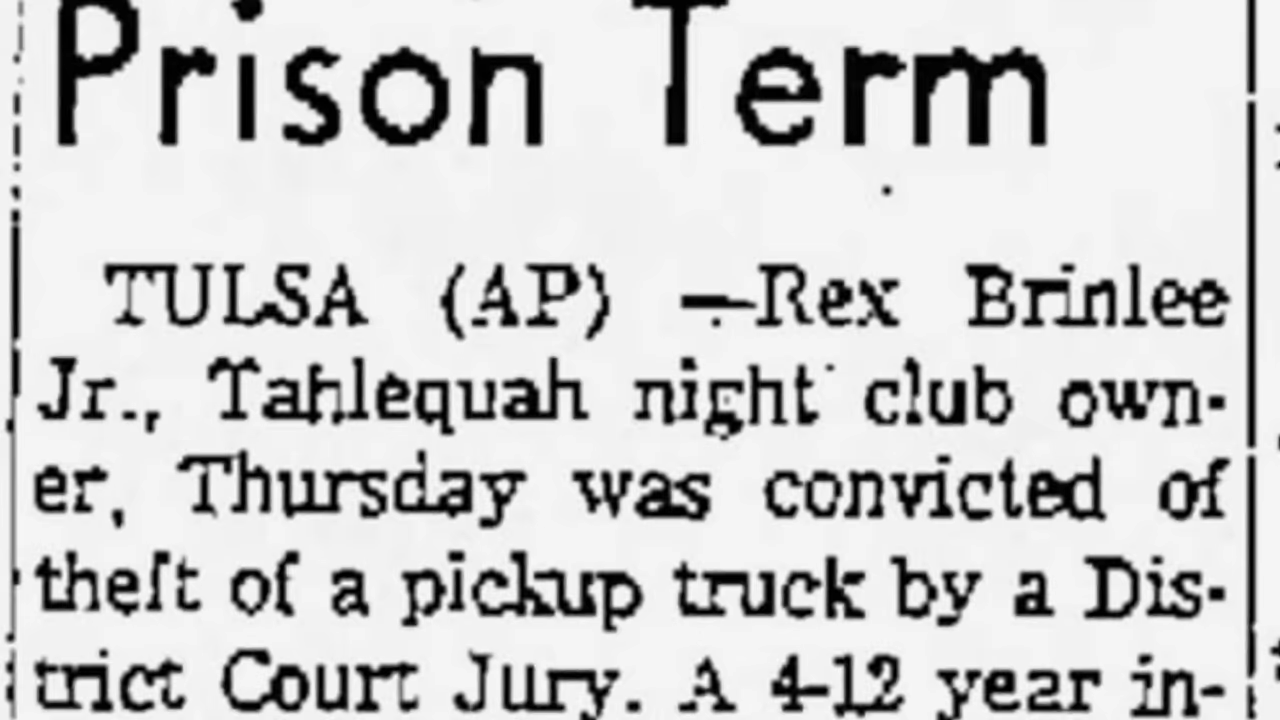 Prison Term
TULSA (AP) —Rex Brinlee
Jr., Tahlequah night club own-
er, Thursday was convicted of
theft of a pickup truck by a Dis-
trict Court Jury. A 4-12 year in-